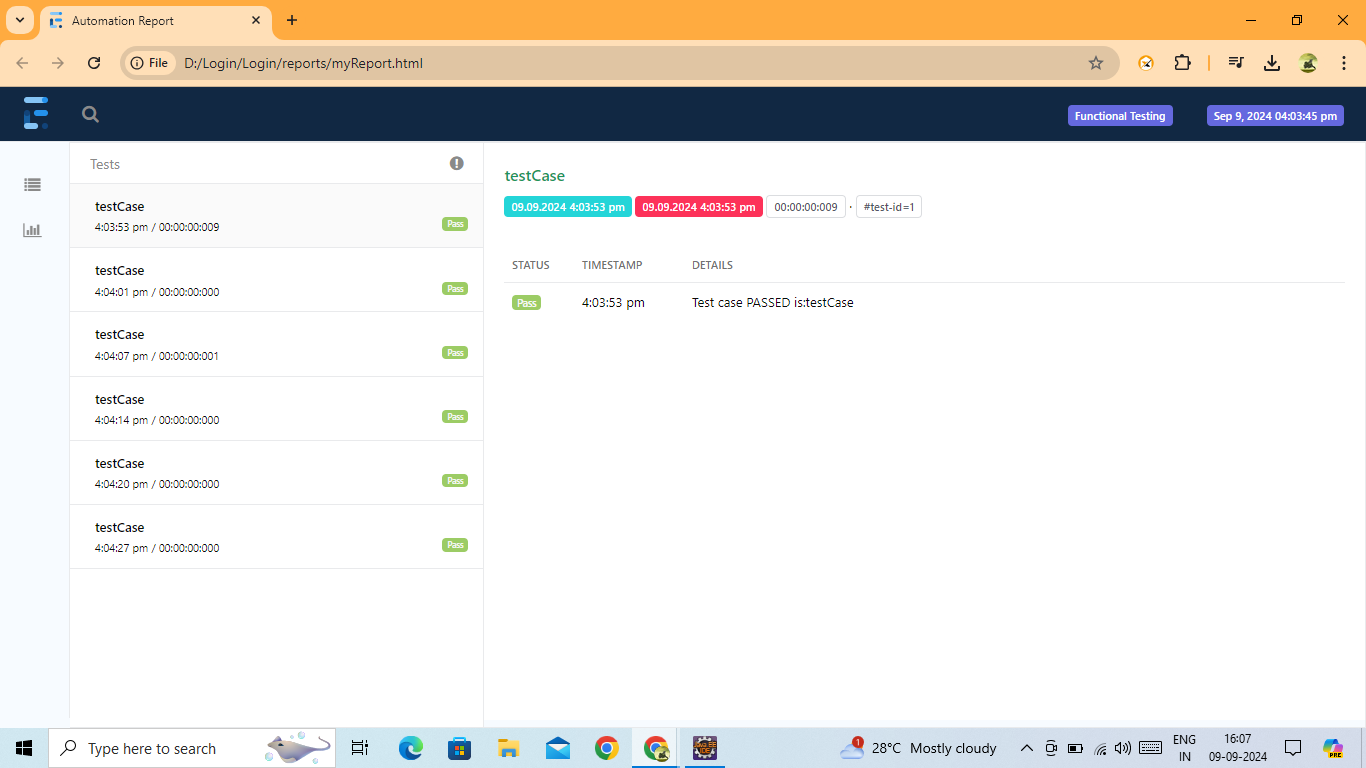 Automation Report
File
D:/Login/Login/reports/myReport.html
Functional Testing
Sep 9, 2024 04:03:45 pm
Tests
testCase
4:03:53 pm / 00:00:00:009
Pass
testCase
4:04:01 pm / 00:00:00:000
Pass
testCase
4:04:07 pm / 00:00:00:001
Pass
testCase
4:04:14 pm / 00:00:00:000
Pass
testCase
4:04:20 pm / 00:00:00:000
Pass
testCase
4:04:27 pm / 00:00:00:000
Pass
testCase
09.09.2024 4:03:53 pm 09.09.2024 4:03:53 pm 00:00:00:009 · #test-id=1
STATUS TIMESTAMP DETAILS
Pass 4:03:53 pm Test case PASSED is:testCase
Type here to search
1
28°C Mostly cloudy
ENG
IN
16:07
09-09-2024
PRE